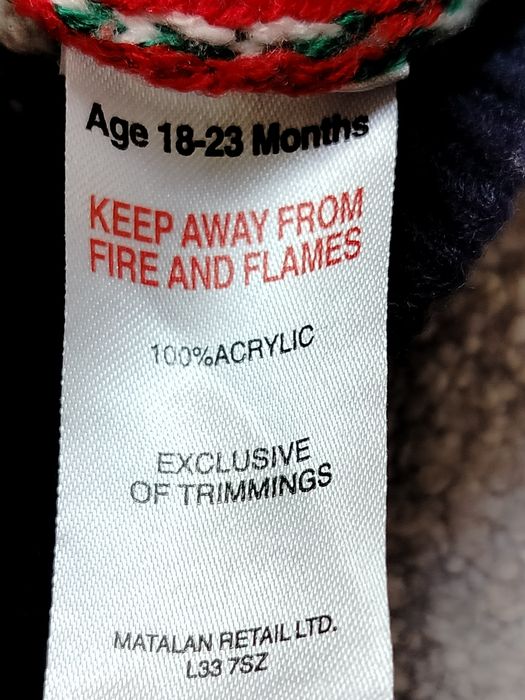 Age 18-23 Months
KEEP AWAY FROM
FIRE AND FLAMES
100%ACRYLIC
EXCLUSIVE
OF TRIMMINGS
MATALAN RETAIL LTD.
L33 7SZ